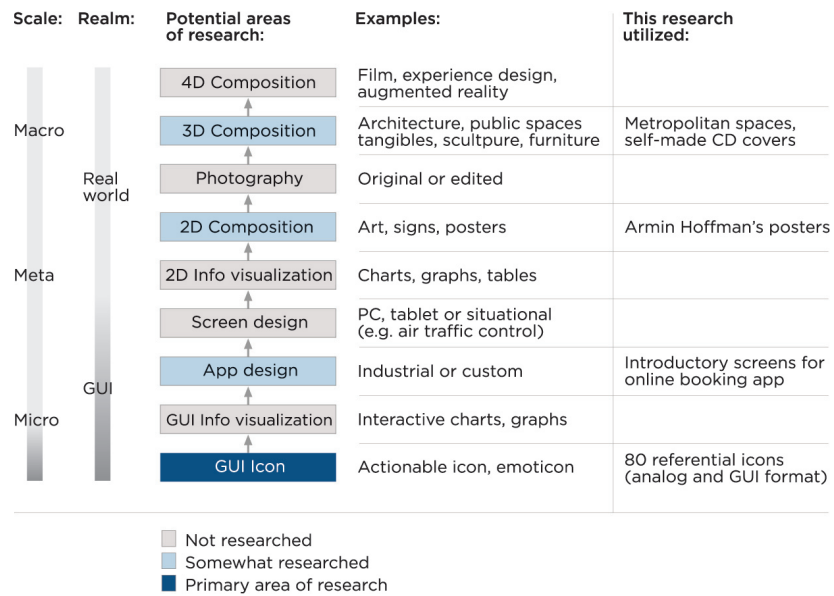 Scale:
Realm:
Potential areas
of research:
Examples:
This research
utilized:
4D Composition
Film, experience design,
augmented reality
Macro
3D Composition
Architecture, public spaces
tangibles, scultpure, furniture
Metropolitan spaces,
self-made CD covers
Real
world
Photography
Original or edited
2D Composition
Art, signs, posters
Armin Hoffman’s posters
Meta
2D Info visualization
Charts, graphs, tables
Screen design
PC, tablet or situational
(e.g. air traffic control)
GUI
App design
Industrial or custom
Introductory screens for
online booking app
Micro
GUI Info visualization
Interactive charts, graphs
GUI Icon
Actionable icon, emoticon
80 referential icons
(analog and GUI format)
Not researched
Somewhat researched
Primary area of research